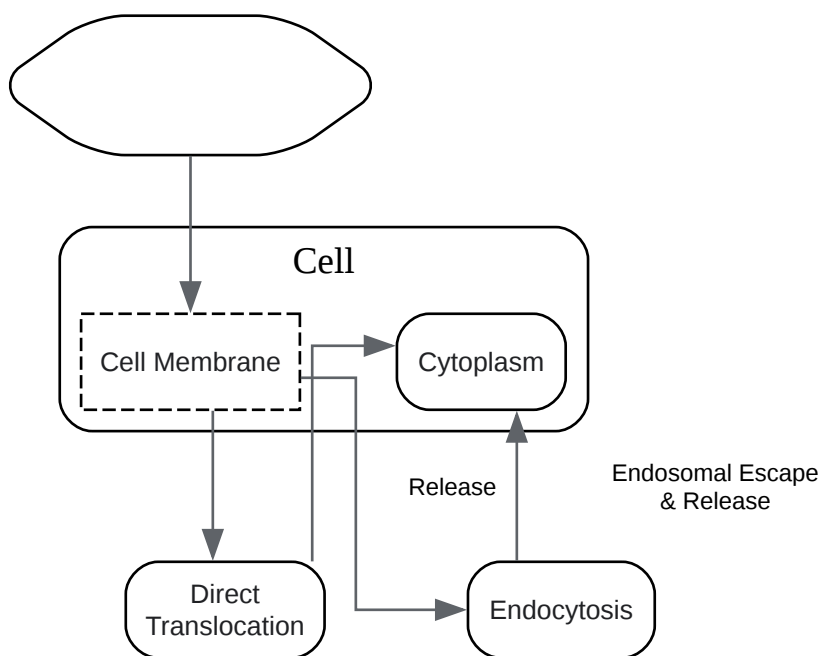 Cell
Cell Membrane
Cytoplasm
Release
Endosomal Escape
& Release
Direct
Translocation
Endocytosis